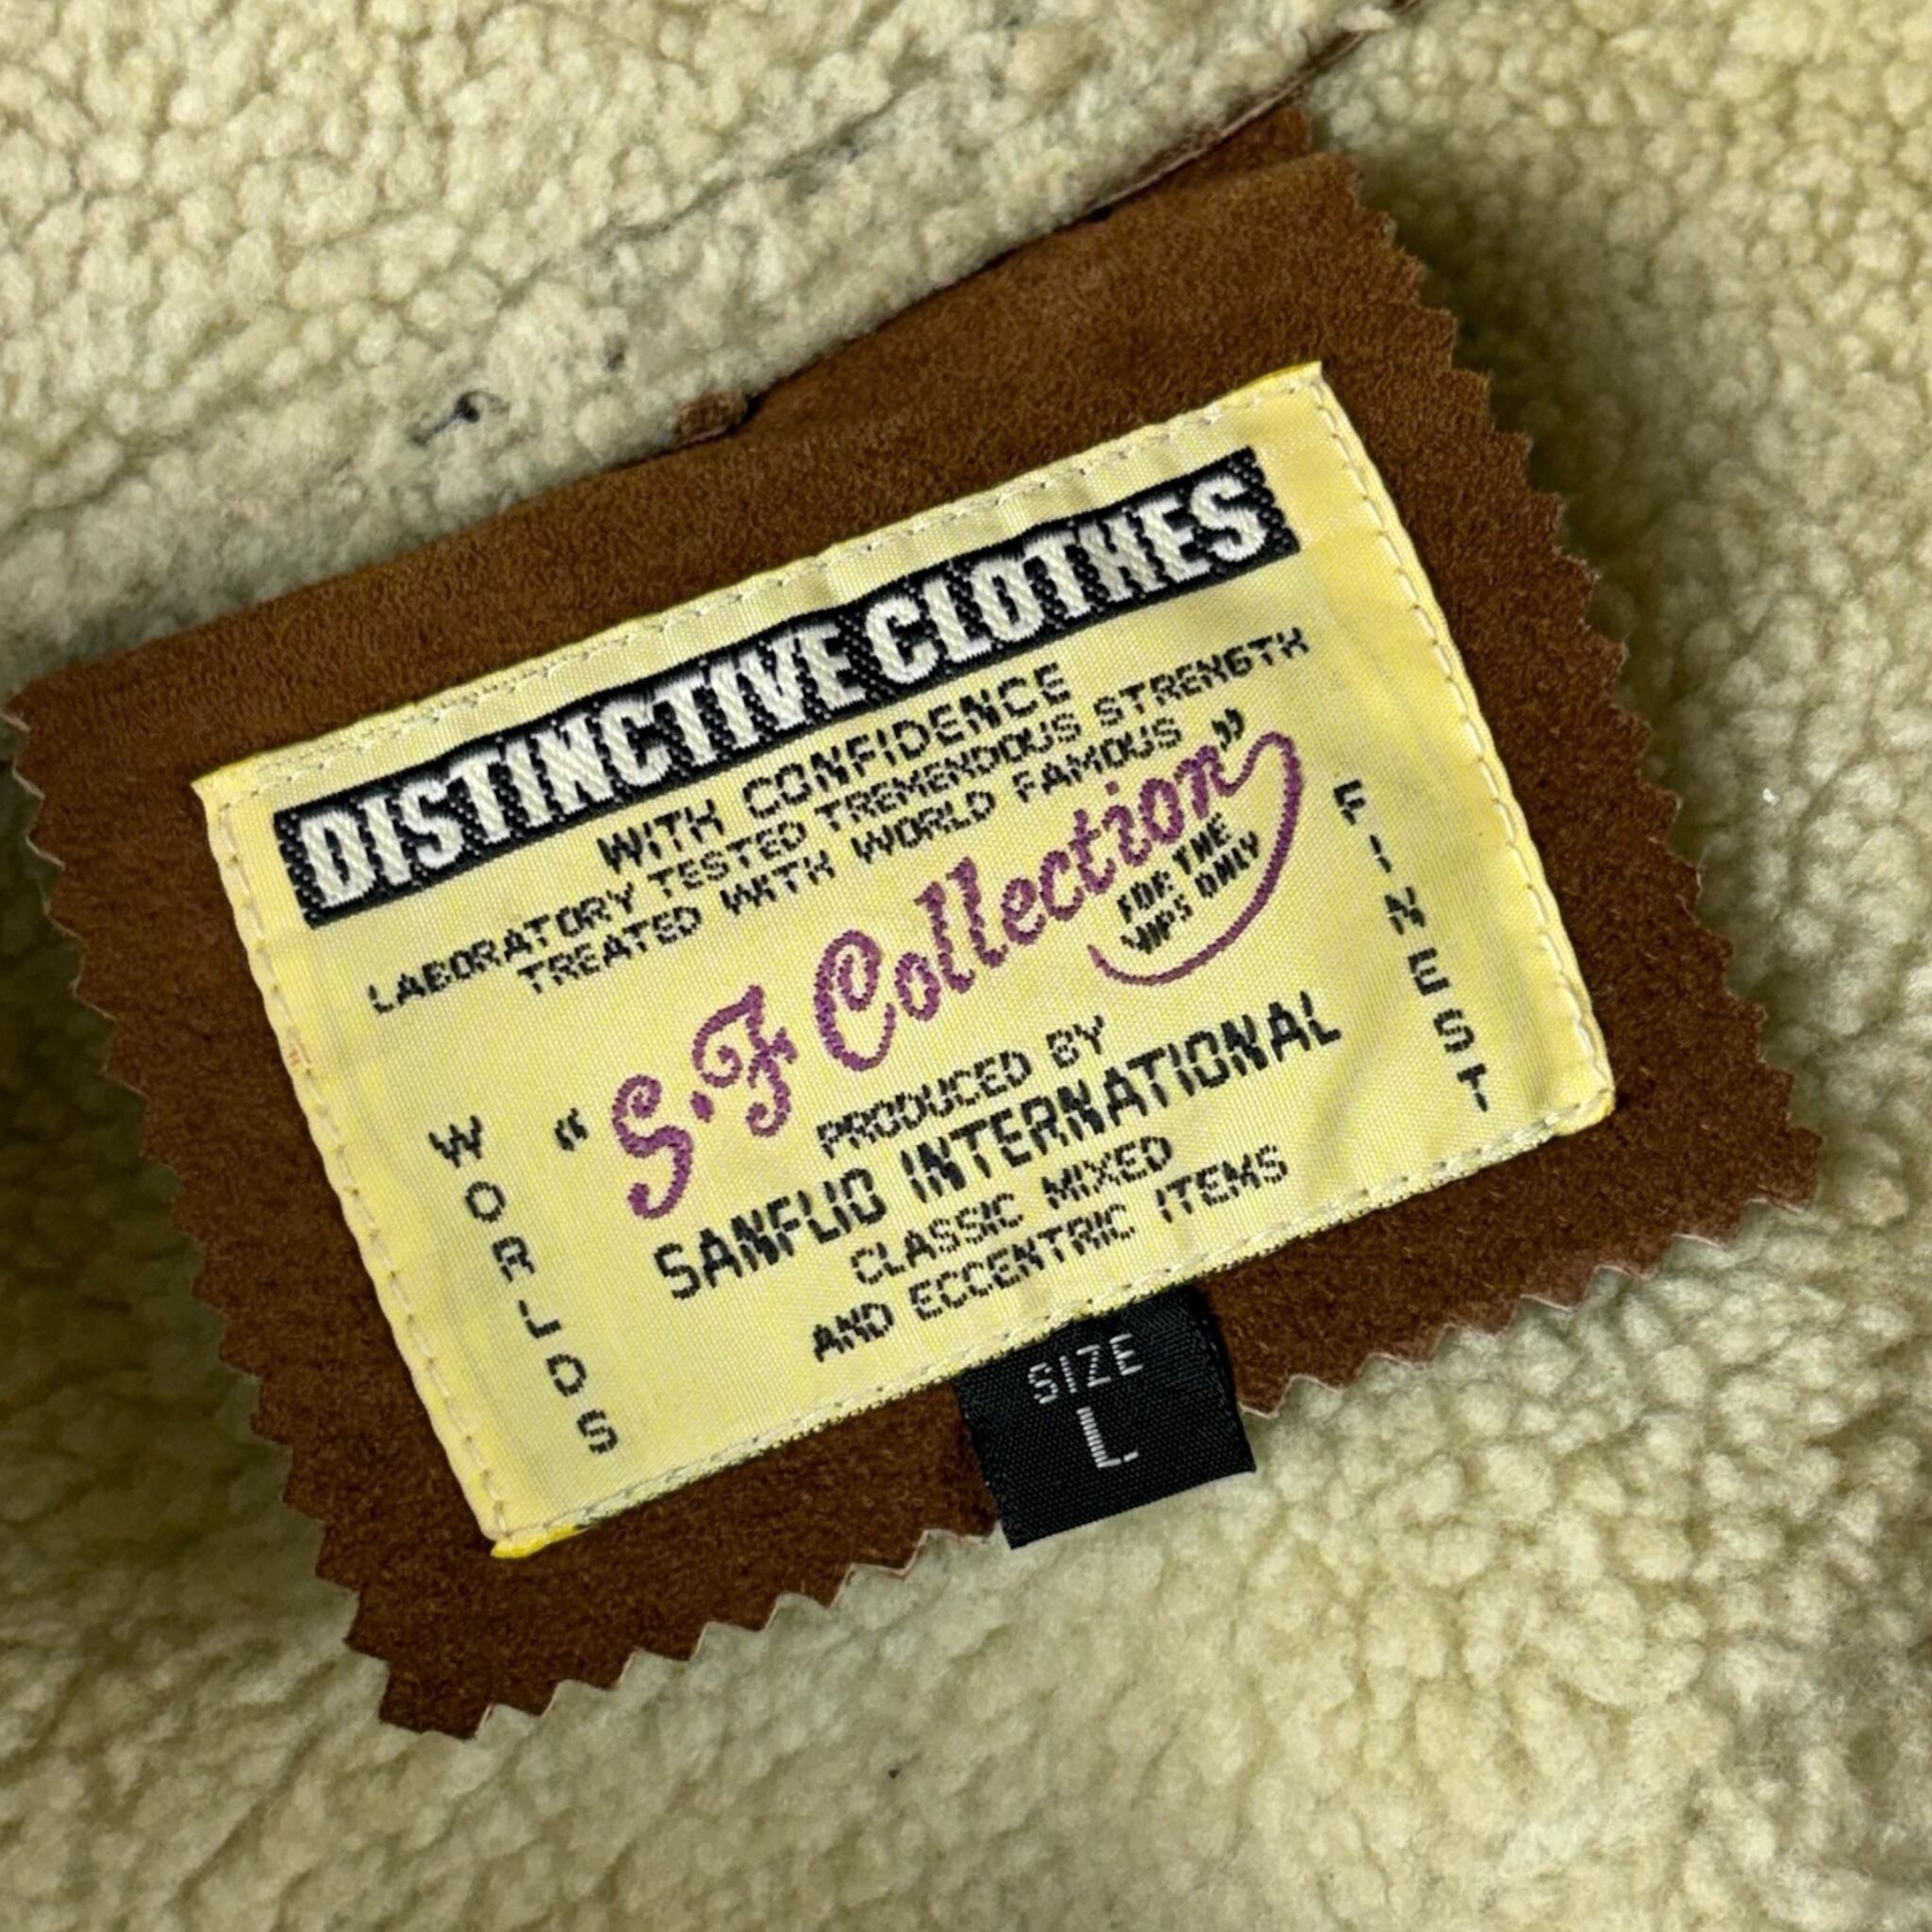 DISTINCTIVE CLOTHES
WITH CONFIDENCE
LABORATORY TESTED TREMENDOUS STRENGTH
TREATED WITH WORLD FAMOUS
"S.F Collection"
FOR THE
VIPS ONLY
PRODUCED BY
SANFLIO INTERNATIONAL
CLASSIC MIXED
AND ECCENTRIC ITEMS
WORLDS
FINEST
SIZE
L